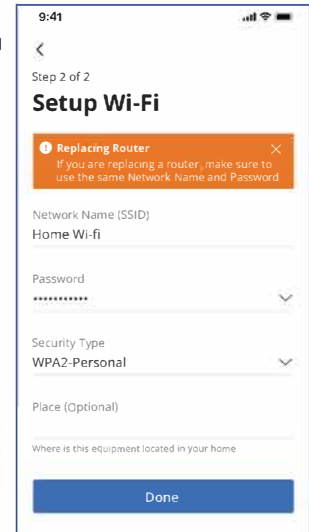 9:41
Step 2 of 2
Setup Wi-Fi
Replacing Router
If you are replacing a router, make sure to
use the same Network Name and Password
Network Name (SSID)
Home Wi-fi
Password
•••••••••••
Security Type
WPA2-Personal
Place (Optional)
Where is this equipment located in your home
Done